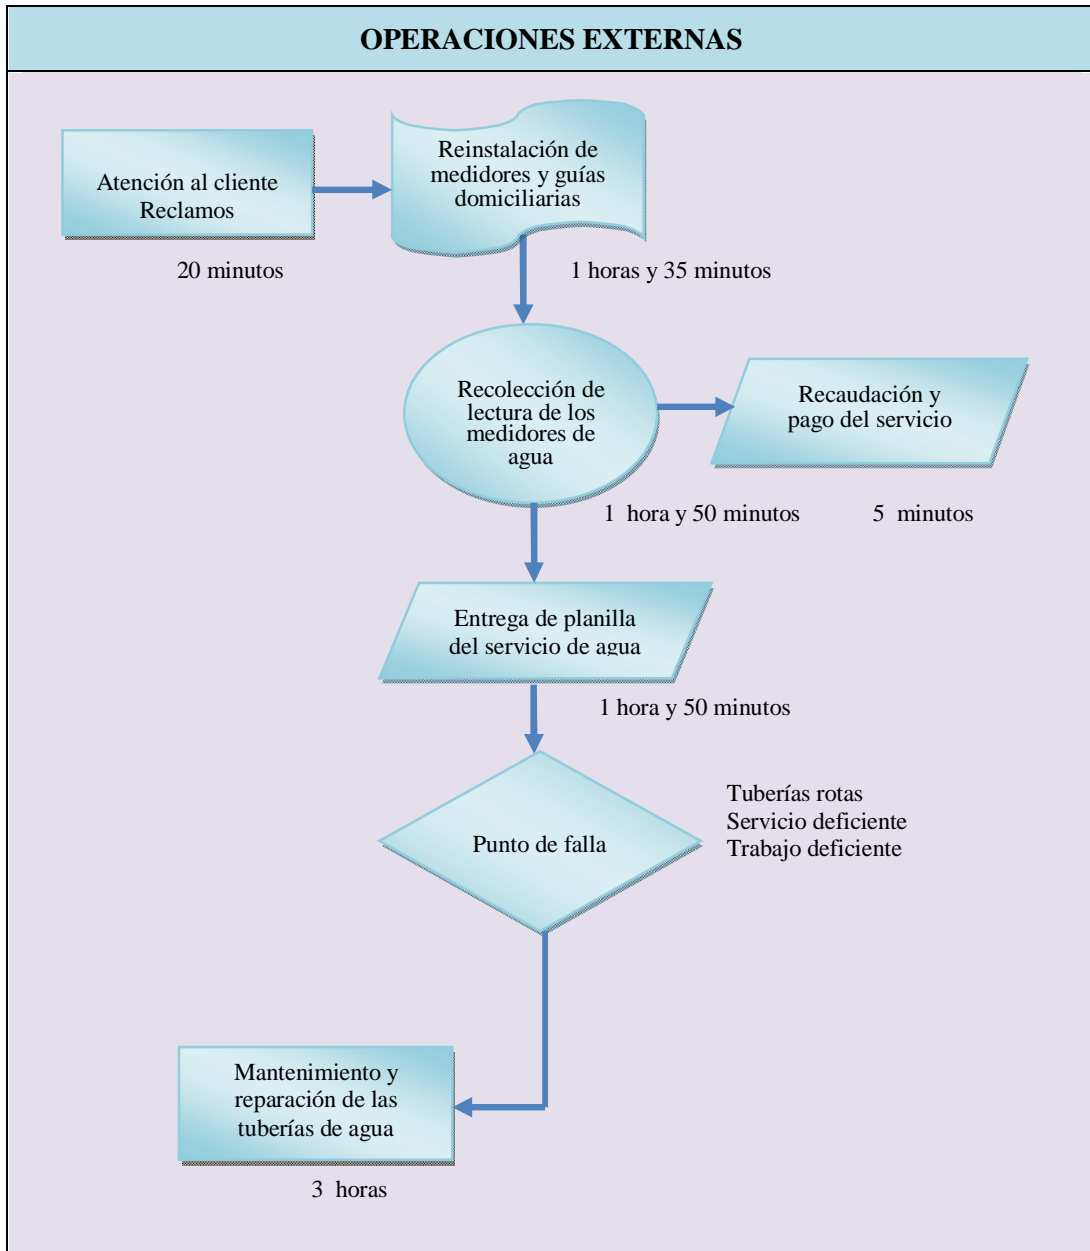 OPERACIONES EXTERNAS
Atención al cliente
Reclamos
20 minutos
Reinstalación de
medidores y guías
domiciliarias
1 horas y 35 minutos
Recolección de
lectura de los
medidores de
agua
1 hora y 50 minutos
Recaudación y
pago del servicio
5 minutos
Entrega de planilla
del servicio de agua
1 hora y 50 minutos
Punto de falla
Tuberías rotas
Servicio deficiente
Trabajo deficiente
Mantenimiento y
reparación de las
tuberías de agua
3 horas